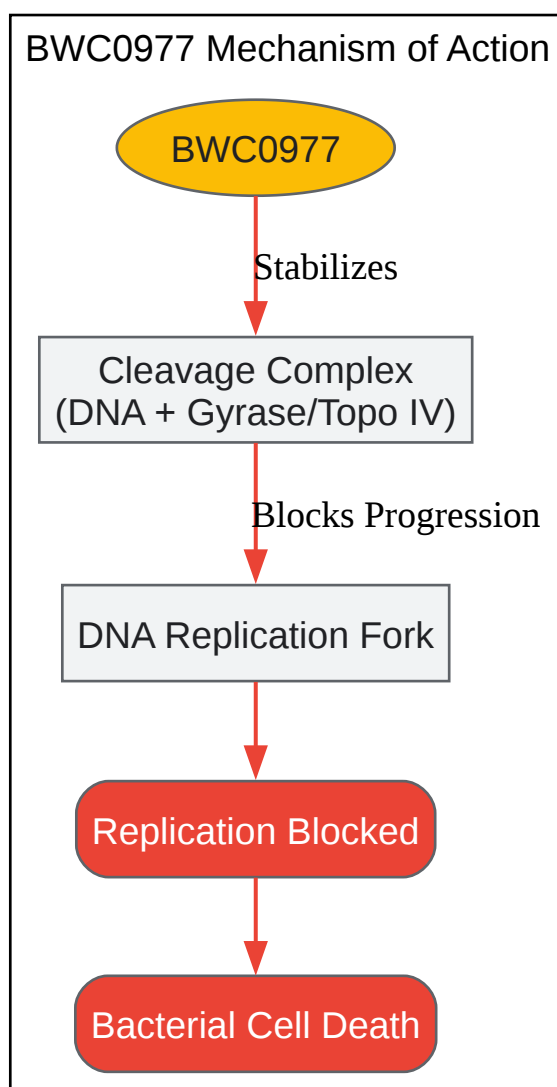 BWC0977 Mechanism of Action
BWC0977
Stabilizes
Cleavage Complex
(DNA + Gyrase/Topo IV)
Blocks Progression
DNA Replication Fork
Replication Blocked
Bacterial Cell Death